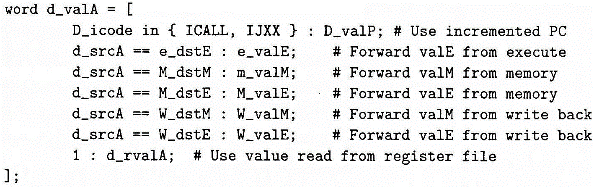 word d_valA = [
D_icode in { ICALL, IJXX } : D_valP; # Use incremented PC
d_srcA == e_dstE : e_valE; # Forward valE from execute
d_srcA == M_dstM : m_valM; # Forward valM from memory
d_srcA == M_dstE : M_valE; # Forward valE from memory
d_srcA == W_dstM : W_valM; # Forward valM from write back
d_srcA == W_dstE : W_valE; # Forward valE from write back
1 : d_rvalA; # Use value read from register file
];